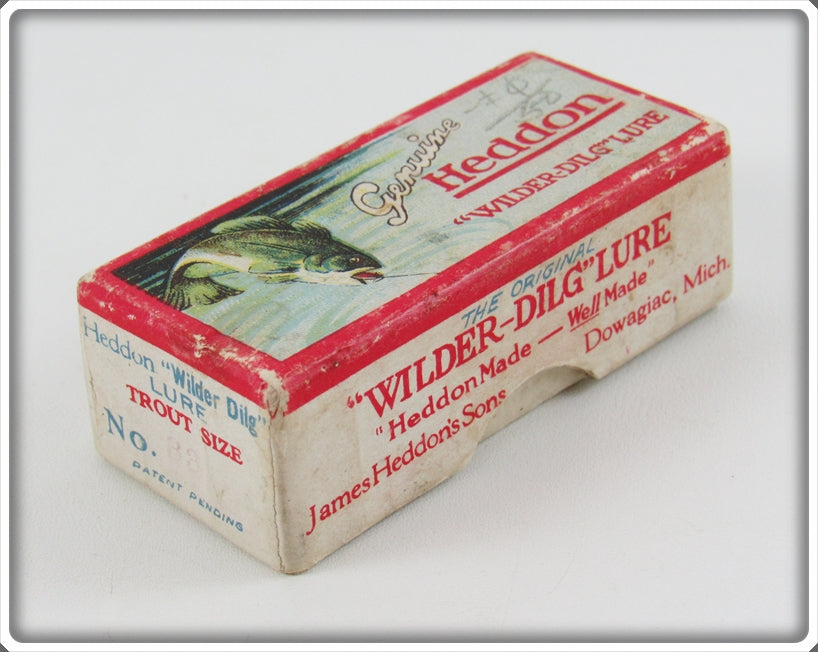 Genuine
Heddon
"WILDER-DILG" LURE
THE ORIGINAL
"WILDER-DILG" LURE
"Heddon Made — Well Made"
James Heddon's Sons Dowagiac, Mich.
Heddon "Wilder Dilg"
LURE
TROUT SIZE
No.
PATENT PENDING